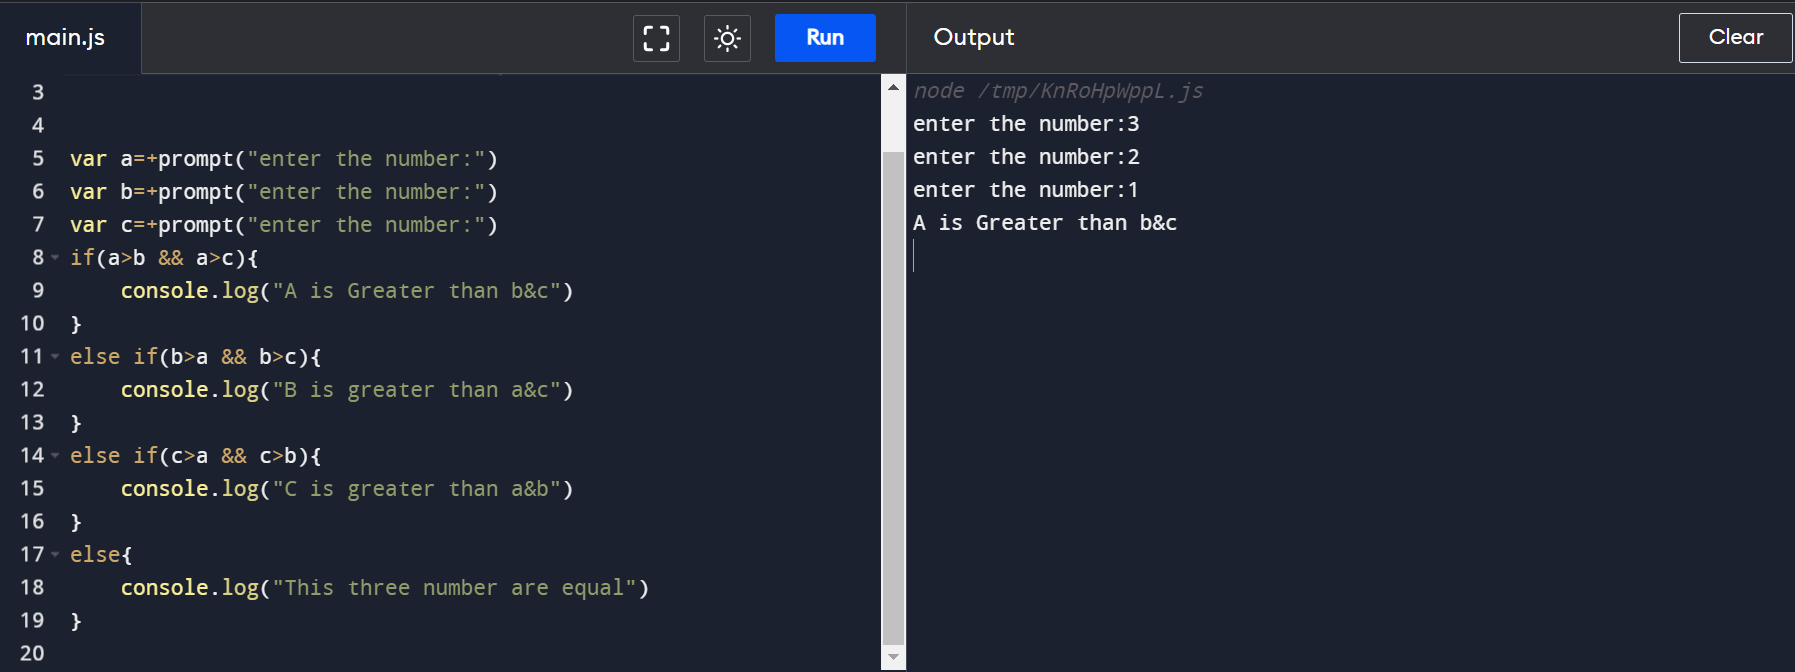 main.js
Run
Output
Clear
3
4
5 var a=+prompt("enter the number:")
6 var b=+prompt("enter the number:")
7 var c=+prompt("enter the number:")
8 if(a>b && a>c){
9     console.log("A is Greater than b&c")
10 }
11 else if(b>a && b>c){
12     console.log("B is greater than a&c")
13 }
14 else if(c>a && c>b){
15     console.log("C is greater than a&b")
16 }
17 else{
18     console.log("This three number are equal")
19 }
20
node /tmp/KnRoHpWppL.js
enter the number:3
enter the number:2
enter the number:1
A is Greater than b&c